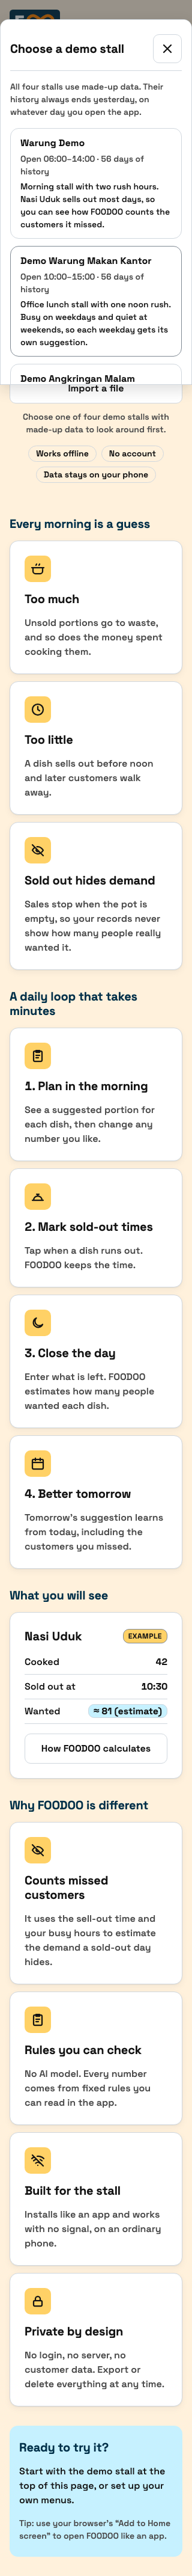 Choose a demo stall
All four stalls use made-up data. Their
history always ends yesterday, on
whatever day you open the app.
Warung Demo
Open 06:00–14:00 · 56 days of
history
Morning stall with two rush hours.
Nasi Uduk sells out most days, so
you can see how FOODOO counts the
customers it missed.
Demo Warung Makan Kantor
Open 10:00–15:00 · 56 days of
history
Office lunch stall with one noon rush.
Busy on weekdays and quiet at
weekends, so each weekday gets its
own suggestion.
Demo Angkringan Malam
Import a file
Choose one of four demo stalls with
made-up data to look around first.
Works offline
No account
Data stays on your phone
Every morning is a guess
Too much
Unsold portions go to waste,
and so does the money spent
cooking them.
Too little
A dish sells out before noon
and later customers walk
away.
Sold out hides demand
Sales stop when the pot is
empty, so your records never
show how many people really
wanted it.
A daily loop that takes
minutes
1. Plan in the morning
See a suggested portion for
each dish, then change any
number you like.
2. Mark sold-out times
Tap when a dish runs out.
FOODOO keeps the time.
3. Close the day
Enter what is left. FOODOO
estimates how many people
wanted each dish.
4. Better tomorrow
Tomorrow's suggestion learns
from today, including the
customers you missed.
What you will see
Nasi Uduk
EXAMPLE
Cooked 42
Sold out at 10:30
Wanted ≈ 81 (estimate)
How FOODOO calculates
Why FOODOO is different
Counts missed
customers
It uses the sell-out time and
your busy hours to estimate
the demand a sold-out day
hides.
Rules you can check
No AI model. Every number
comes from fixed rules you
can read in the app.
Built for the stall
Installs like an app and works
with no signal, on an ordinary
phone.
Private by design
No login, no server, no
customer data. Export or
delete everything at any time.
Ready to try it?
Start with the demo stall at the
top of this page, or set up your
own menus.
Tip: use your browser's "Add to Home
screen" to open FOODOO like an app.